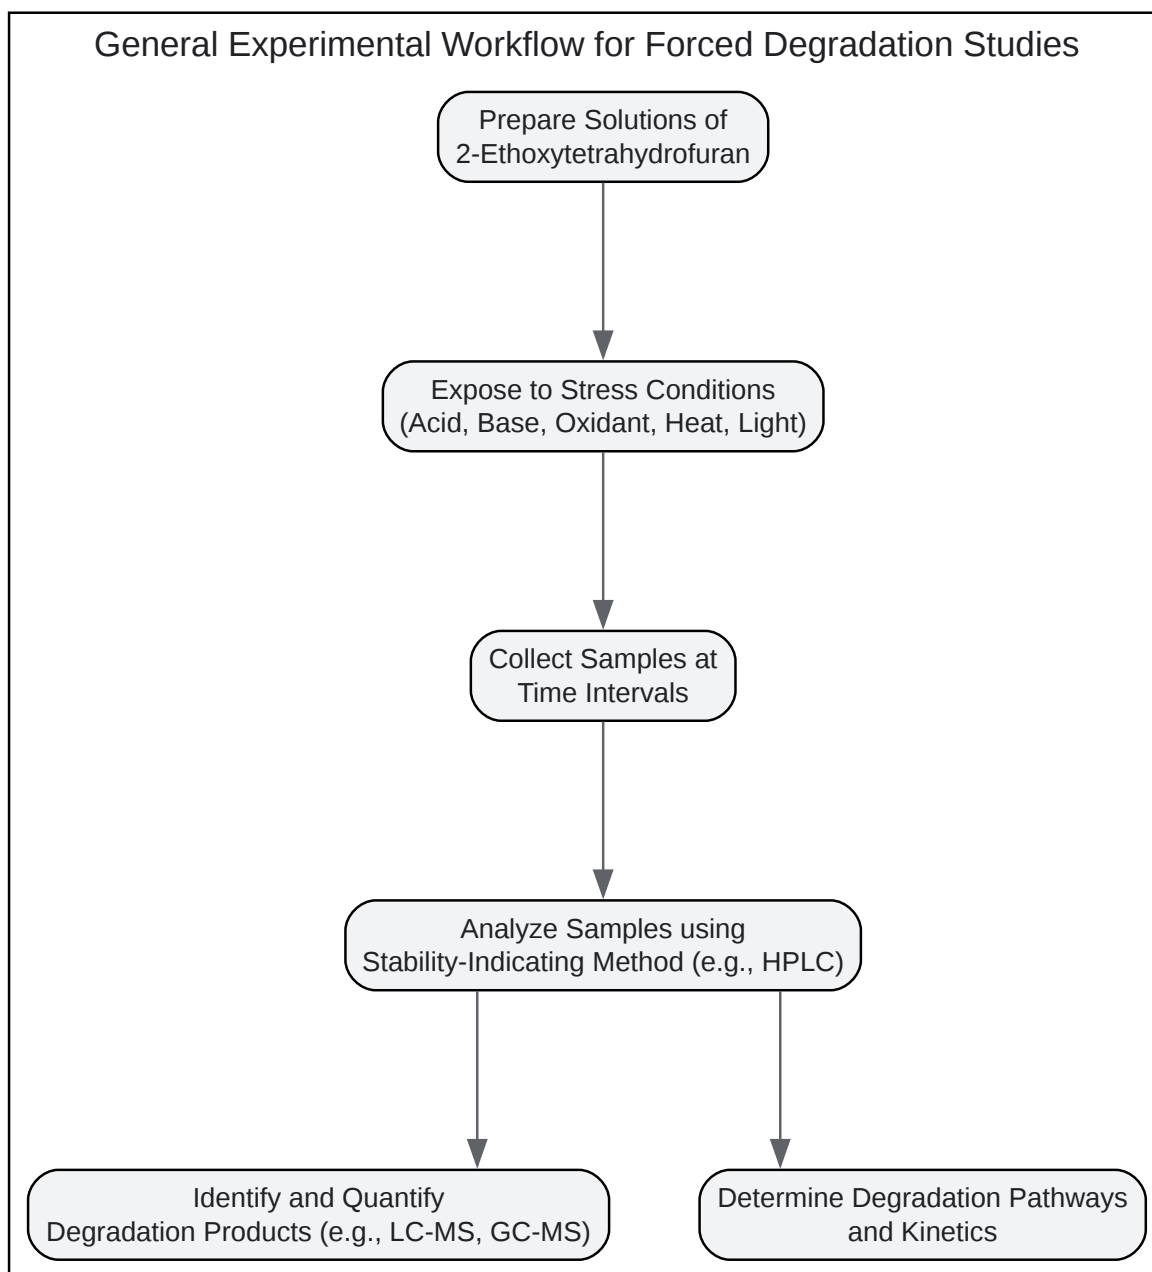 General Experimental Workflow for Forced Degradation Studies
Prepare Solutions of
2-Ethoxytetrahydrofuran
Expose to Stress Conditions
(Acid, Base, Oxidant, Heat, Light)
Collect Samples at
Time Intervals
Analyze Samples using
Stability-Indicating Method (e.g., HPLC)
Identify and Quantify
Degradation Products (e.g., LC-MS, GC-MS)
Determine Degradation Pathways
and Kinetics